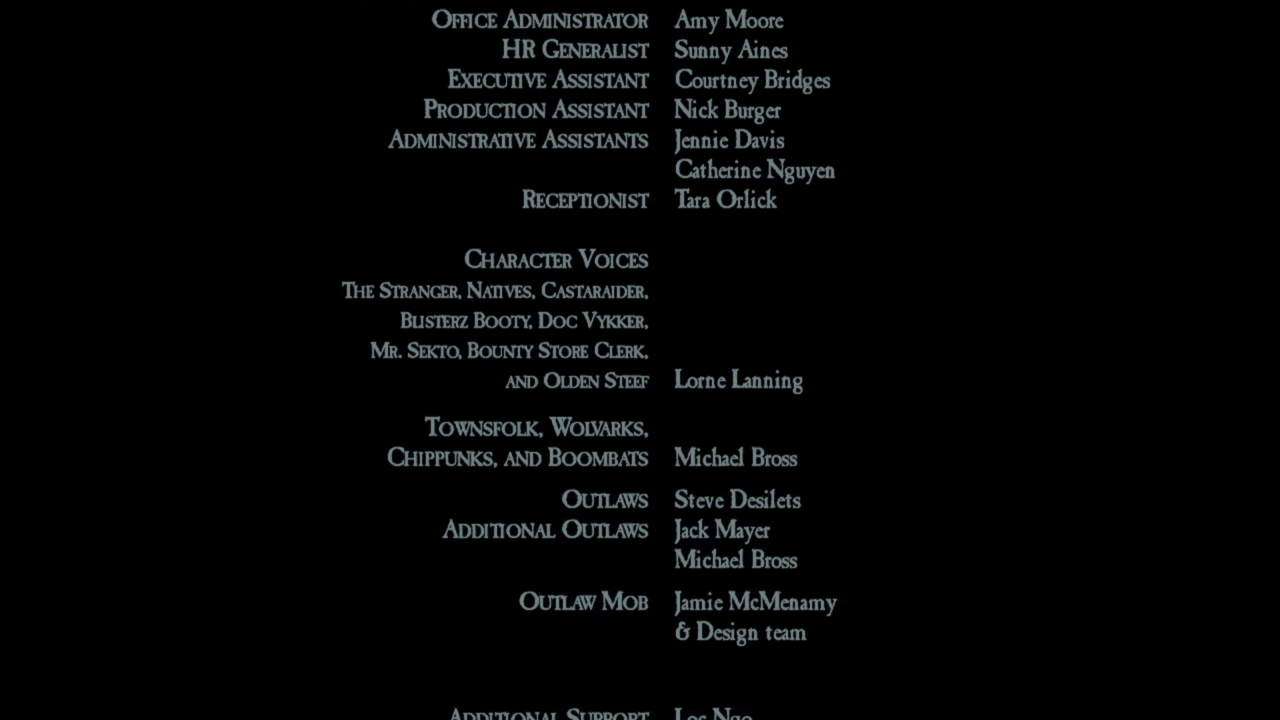 Office Administrator Amy Moore
HR Generalist Sunny Aines
Executive Assistant Courtney Bridges
Production Assistant Nick Burger
Administrative Assistants Jennie Davis
Catherine Nguyen
Receptionist Tara Orlick
Character Voices
The Stranger, Natives, Castaraider,
Blisterz Booty, Doc Vykker,
Mr. Sekto, Bounty Store Clerk,
and Olden Steef Lorne Lanning
Townsfolk, Wolvarks,
Chippunks, and Boombats Michael Bross
Outlaws Steve Desilets
Additional Outlaws Jack Mayer
Michael Bross
Outlaw Mob Jamie McMenamy
& Design team
Additional Support